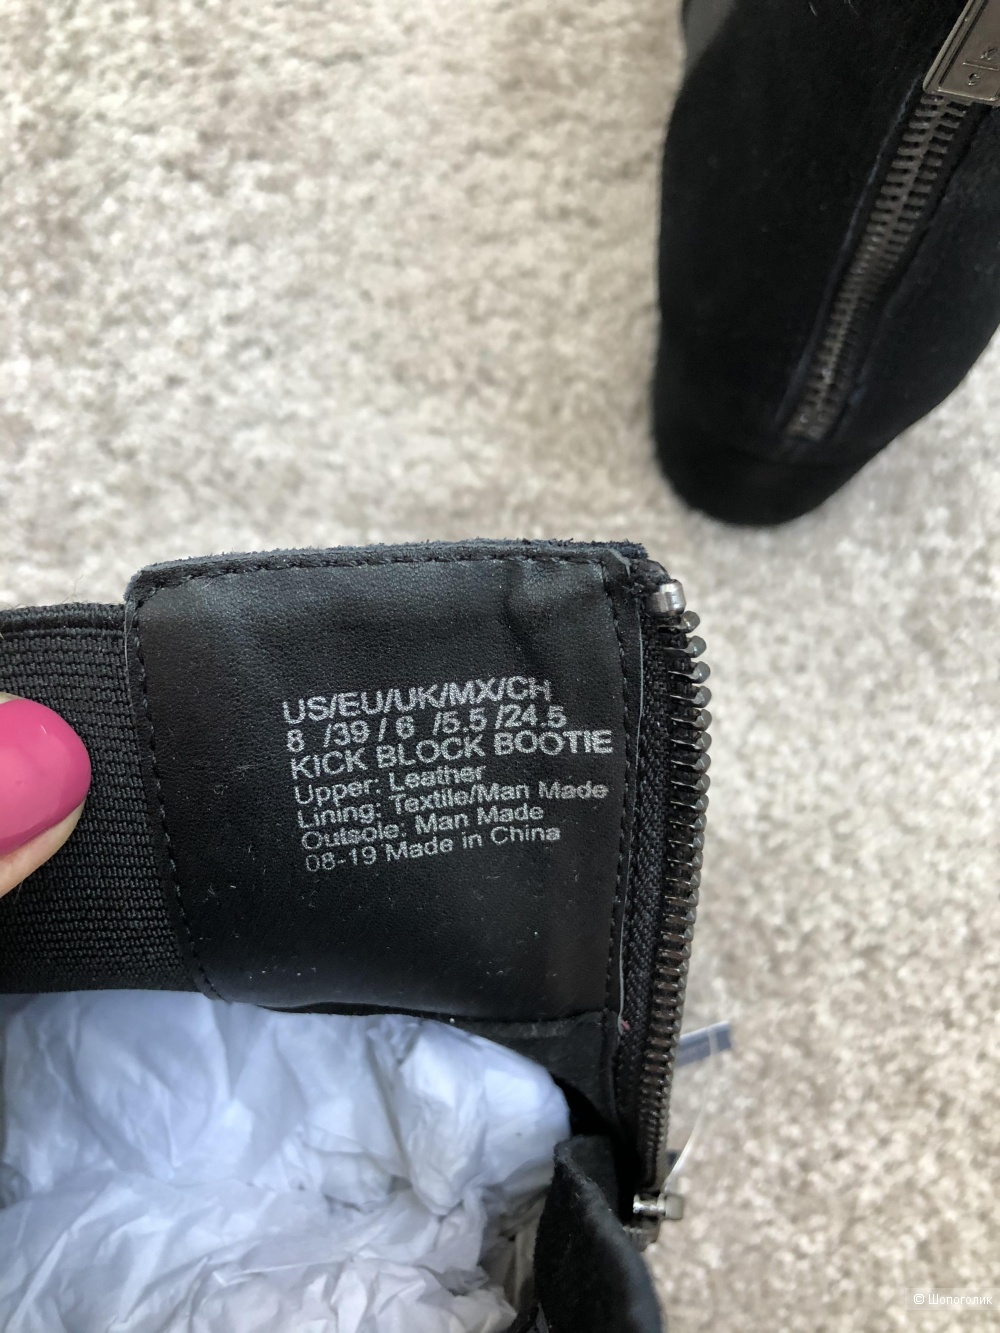 US/EU/UK/MX/CH
8 /39 / 6 /5.5 /24.5
KICK BLOCK BOOTIE
Upper: Leather
Lining: Textile/Man Made
Outsole: Man Made
08-19 Made in China
© Шопоголик